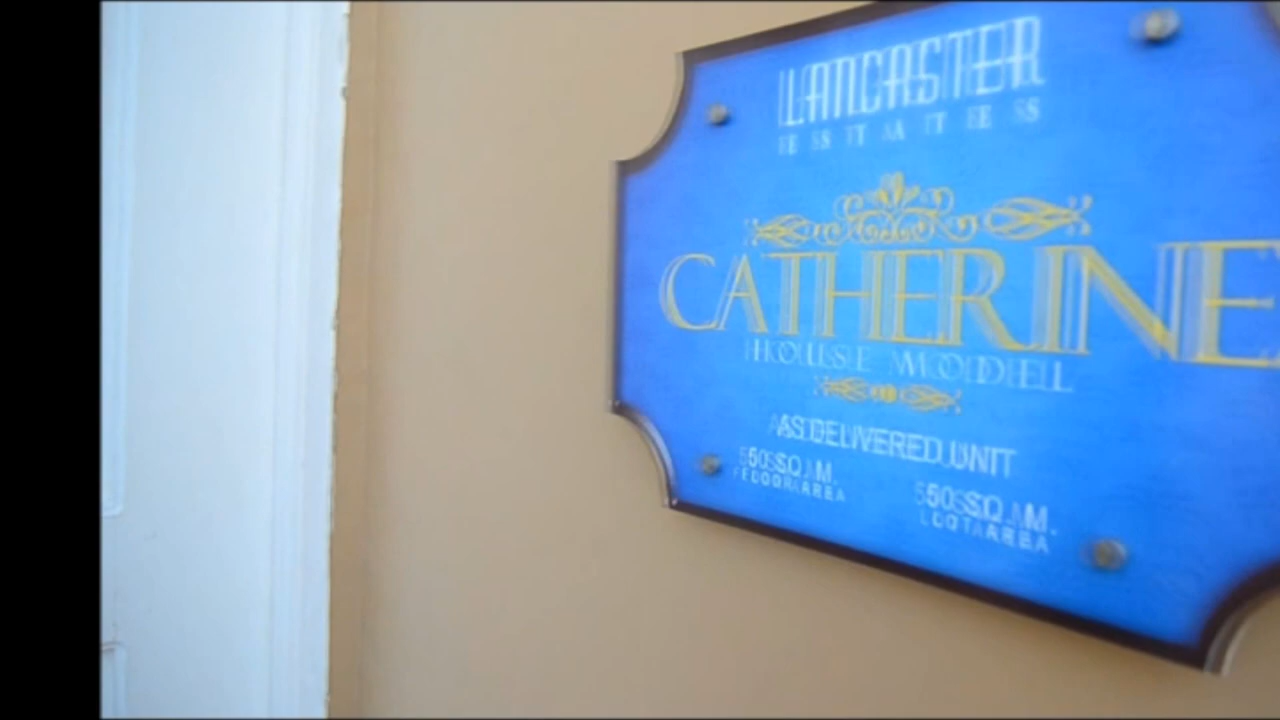 LANCASTER
ESTATES
CATHERINE
HOUSE MODEL
AS DELIVERED UNIT
50 SQ. M.
FLOOR AREA
50 SQ. M.
LOT AREA